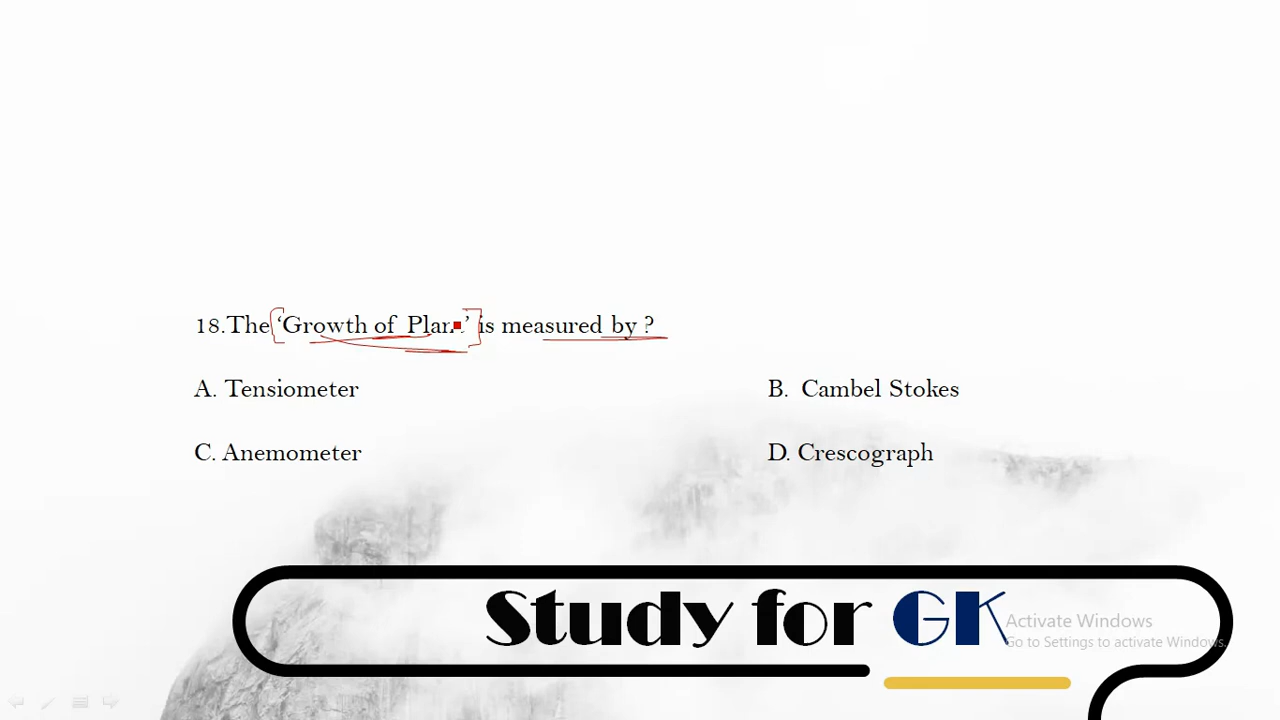 18.The ‘Growth of Plant’ is measured by ?
A. Tensiometer
B. Cambel Stokes
C. Anemometer
D. Crescograph
Study for GK
Activate Windows
Go to Settings to activate Windows.